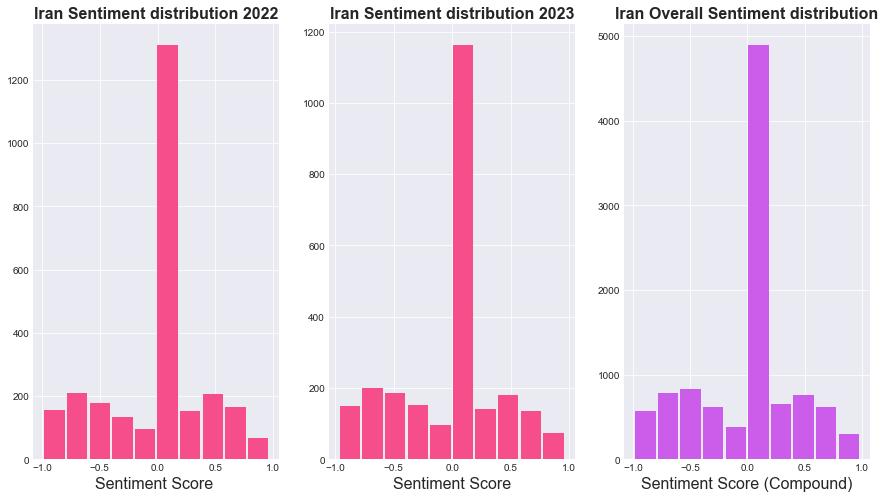 Iran Sentiment distribution 2022
1200
1000
800
600
400
200
0
−1.0 −0.5 0.0 0.5 1.0
Sentiment Score
Iran Sentiment distribution 2023
1200
1000
800
600
400
200
0
−1.0 −0.5 0.0 0.5 1.0
Sentiment Score
Iran Overall Sentiment distribution
5000
4000
3000
2000
1000
0
−1.0 −0.5 0.0 0.5 1.0
Sentiment Score (Compound)